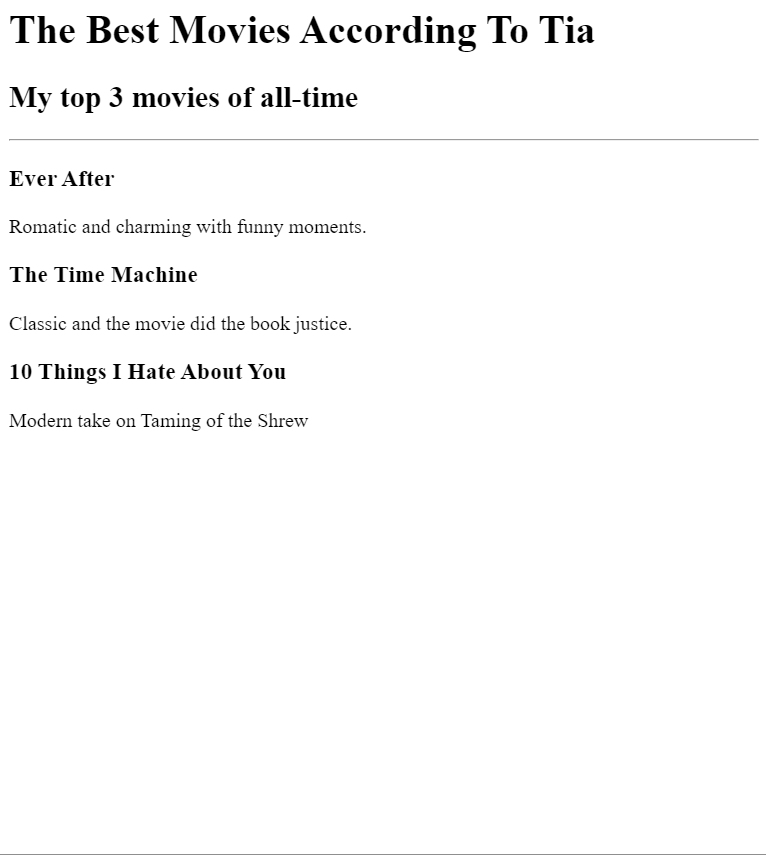 The Best Movies According To Tia
My top 3 movies of all-time
Ever After
Romatic and charming with funny moments.
The Time Machine
Classic and the movie did the book justice.
10 Things I Hate About You
Modern take on Taming of the Shrew